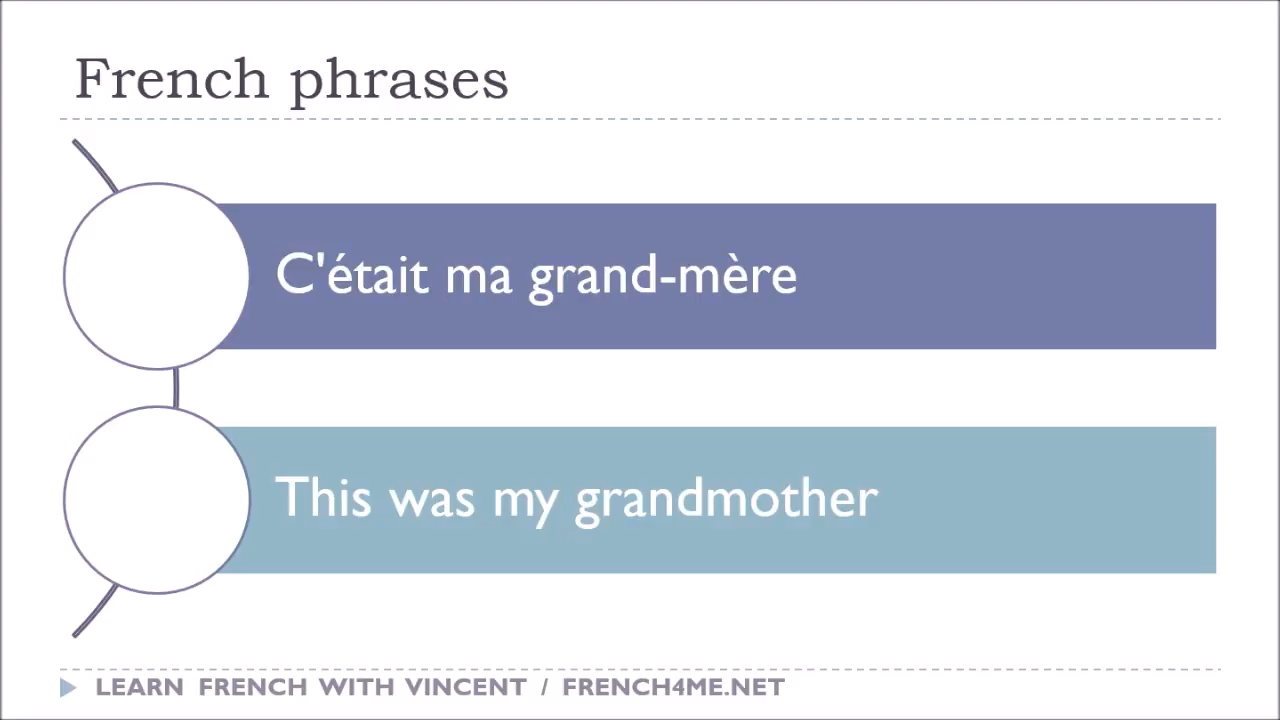 French phrases
C'était ma grand-mère
This was my grandmother
LEARN FRENCH WITH VINCENT / FRENCH4ME.NET